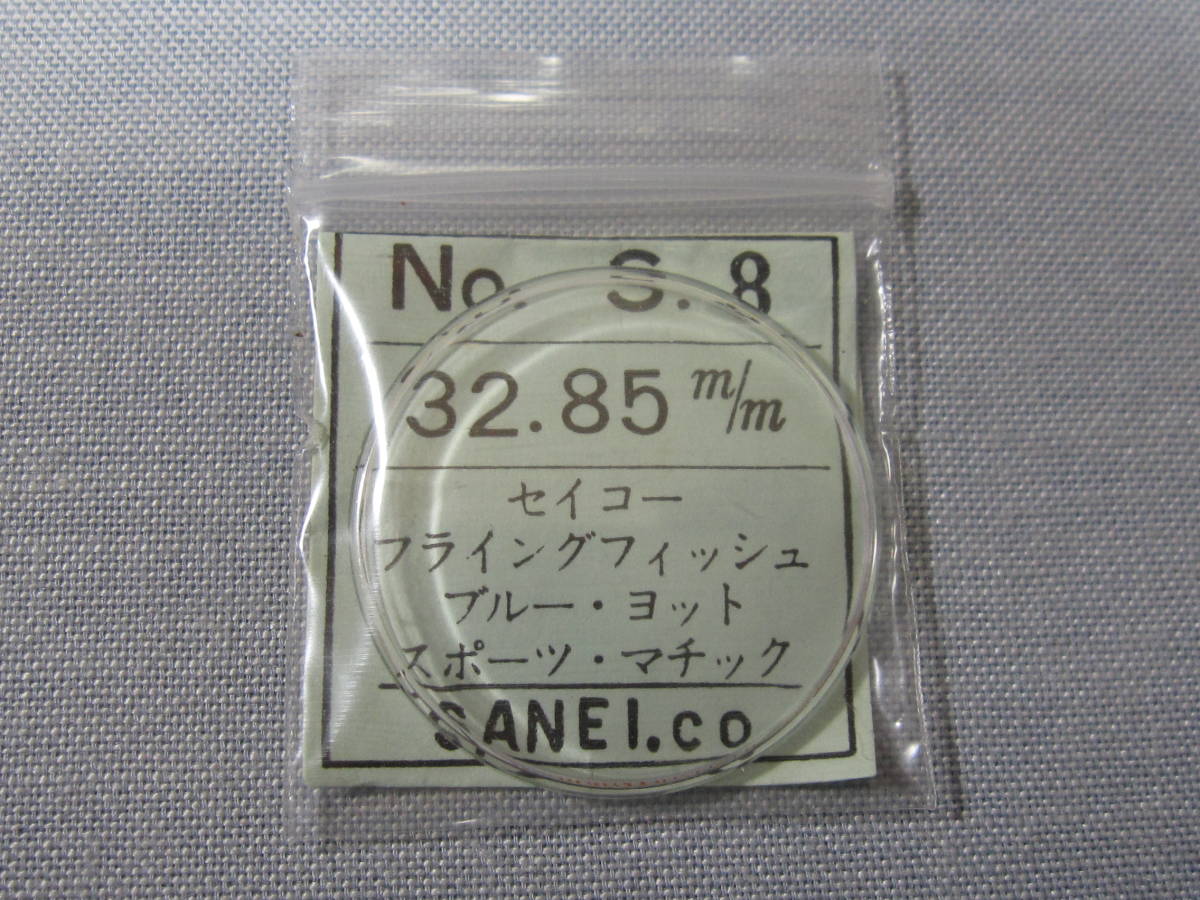 No. S. 8
32.85 m/m
セイコー
フライングフィッシュ
ブルー・ヨット
スポーツ・マチック
SANEI.co